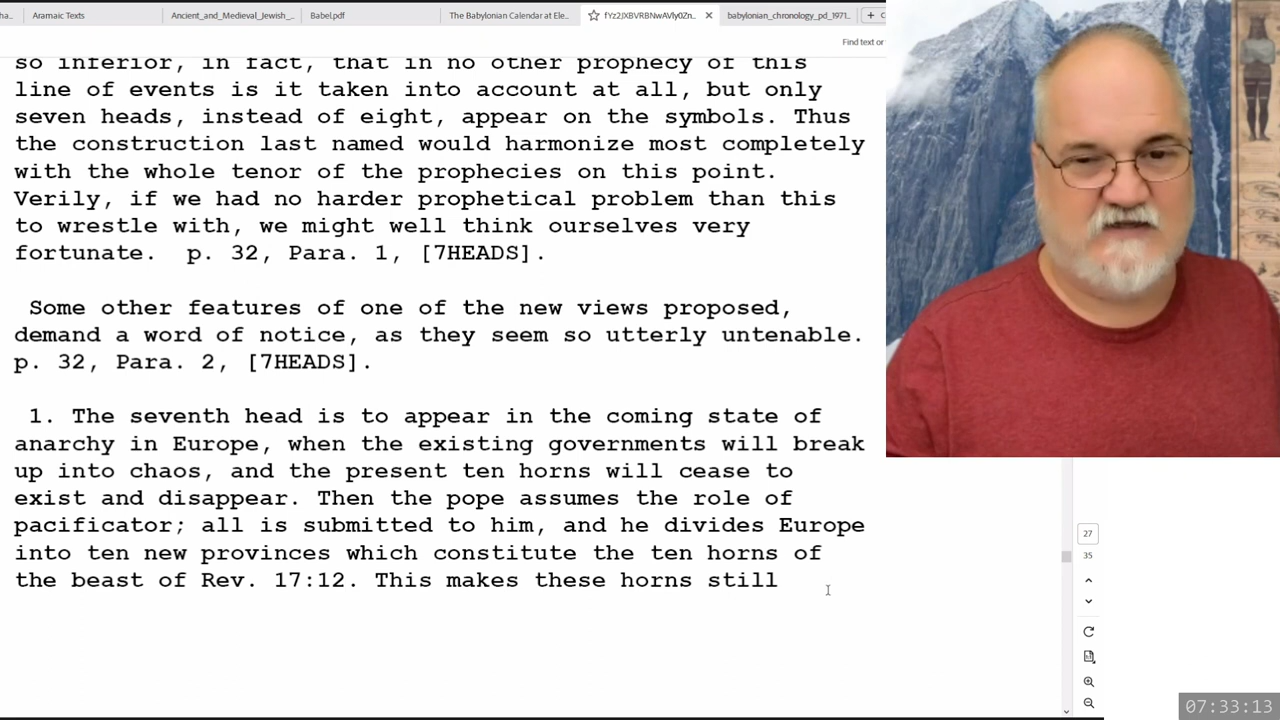 ha...
Aramaic Texts
Ancient_and_Medieval_Jewish_...
Babel.pdf
The Babylonian Calendar at Ele...
fYz2JXBVRBNwAVly0Zn...
babylonian_chronology_pd_1971...
Find text or
so inferior, in fact, that in no other prophecy of this
line of events is it taken into account at all, but only
seven heads, instead of eight, appear on the symbols. Thus
the construction last named would harmonize most completely
with the whole tenor of the prophecies on this point.
Verily, if we had no harder prophetical problem than this
to wrestle with, we might well think ourselves very
fortunate.  p. 32, Para. 1, [7HEADS].
Some other features of one of the new views proposed,
demand a word of notice, as they seem so utterly untenable.
p. 32, Para. 2, [7HEADS].
1. The seventh head is to appear in the coming state of
anarchy in Europe, when the existing governments will break
up into chaos, and the present ten horns will cease to
exist and disappear. Then the pope assumes the role of
pacificator; all is submitted to him, and he divides Europe
into ten new provinces which constitute the ten horns of
the beast of Rev. 17:12. This makes these horns still
27
35
07:33:13